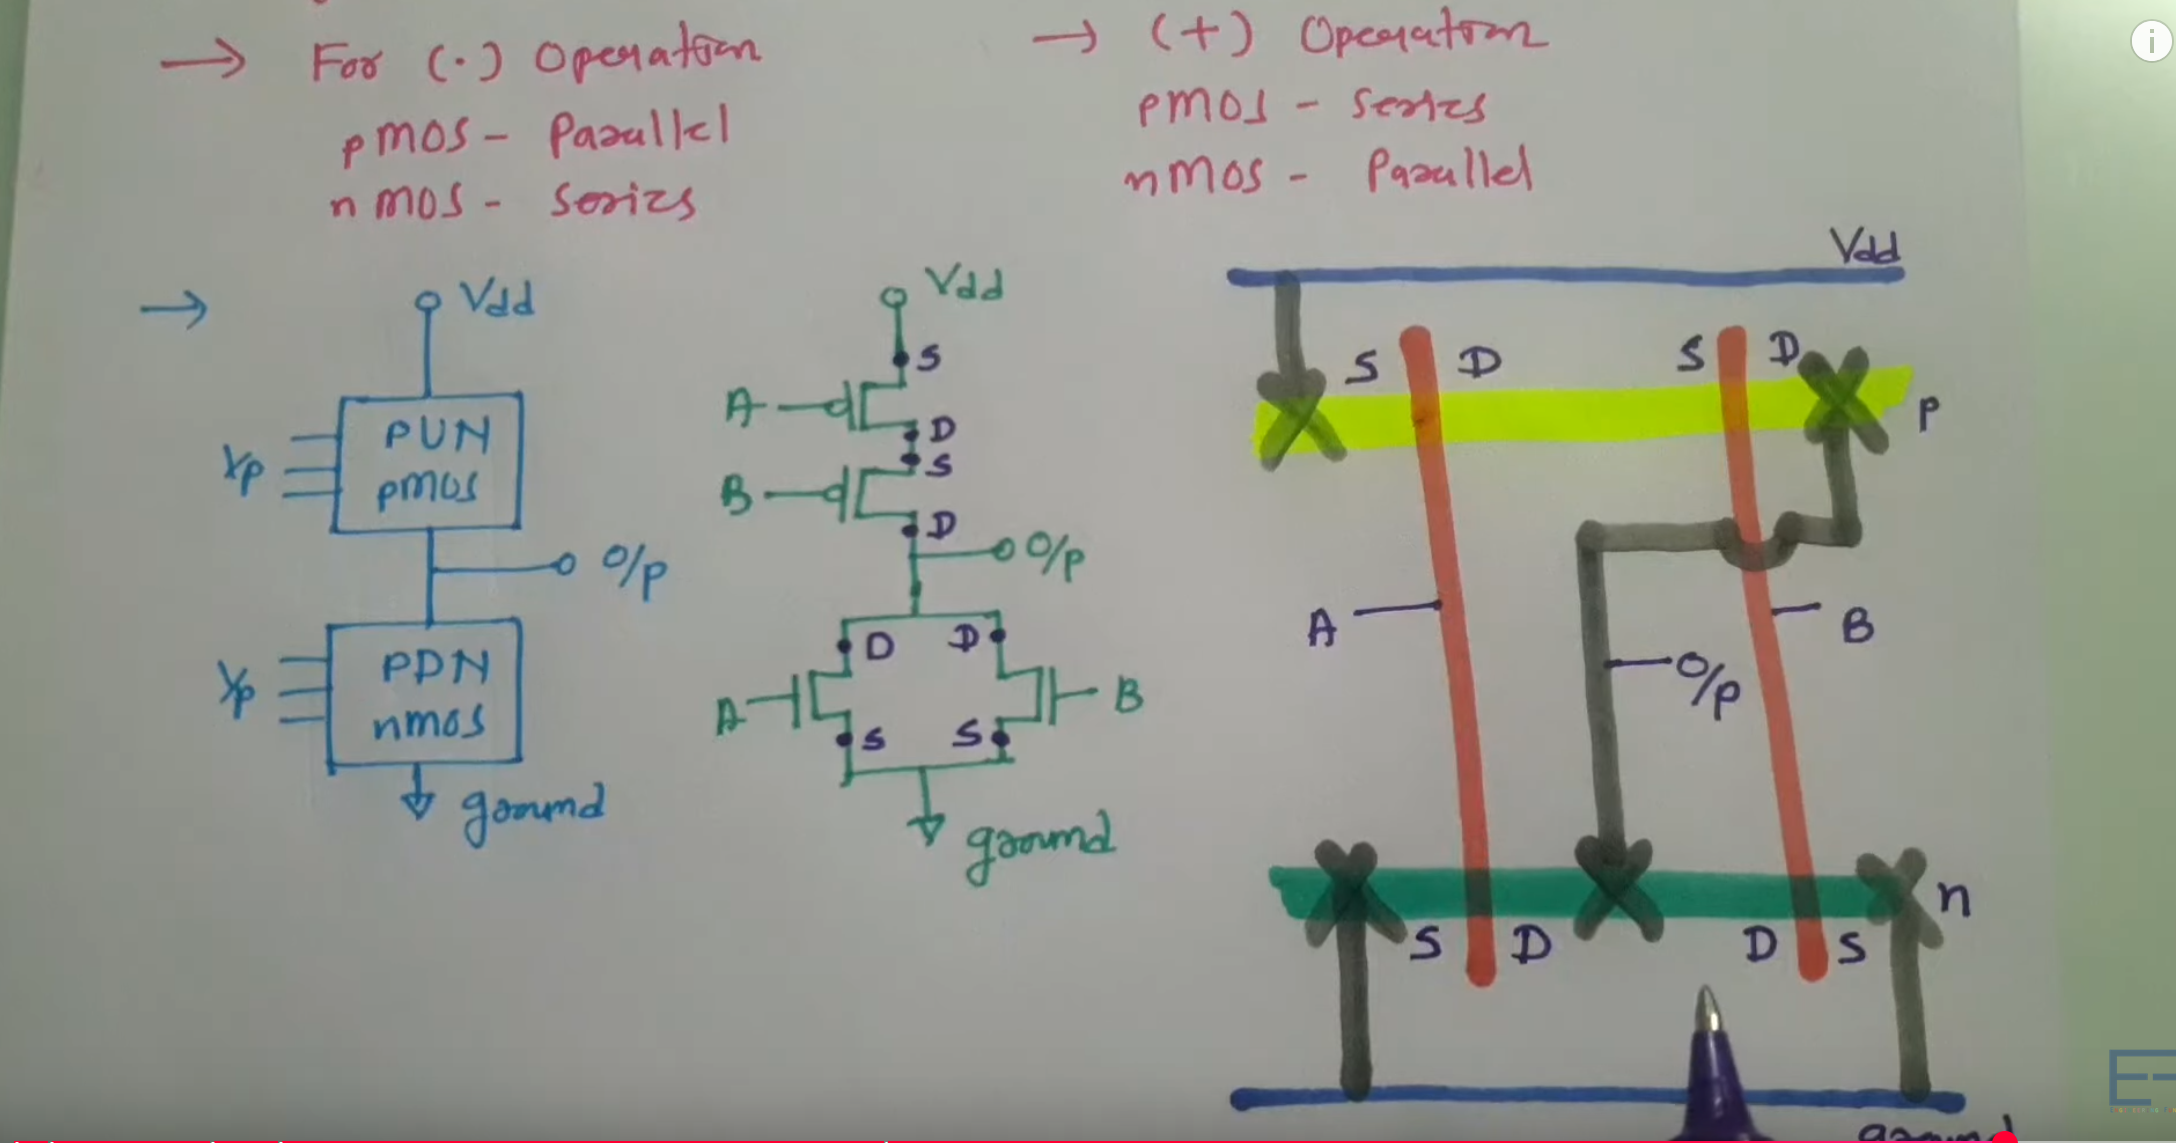 → For (·) Operation
pMOS - Parallel
nMOS - Series
→ (+) Operation
pMOS - Series
nMOS - Parallel
→
Vdd
PUN
pmos
I/p
O/p
PDN
nmos
I/p
ground
Vdd
S
A
D
S
B
D
O/p
D D
A B
S S
ground
Vdd
S D S D
P
A B
O/p
n
S D D S
ground
i